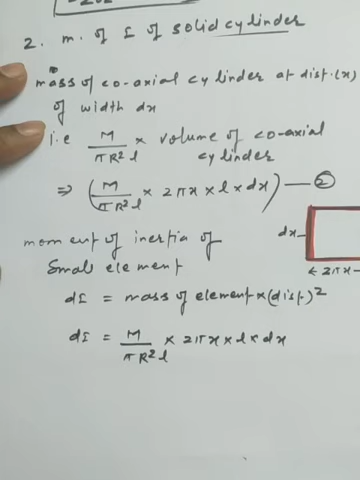 2. m. of I of solid cylinder
mass of co-axial cylinder at dist.(x)
of width dx
i.e M/πR²l × volume of co-axial cylinder
⇒ (M/πR²l × 2πx × l × dx) — ②
moment of inertia of
Small element
dx
← 2πx
dI = mass of element × (dist.)²
dI = M/πR²l × 2πx × l × dx